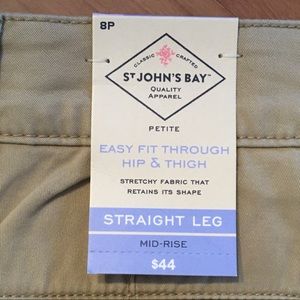 8P
CLASSIC CRAFTED
ST JOHN'S BAY™
QUALITY
APPAREL
PETITE
EASY FIT THROUGH
HIP & THIGH
STRETCHY FABRIC THAT
RETAINS ITS SHAPE
STRAIGHT LEG
MID-RISE
$44